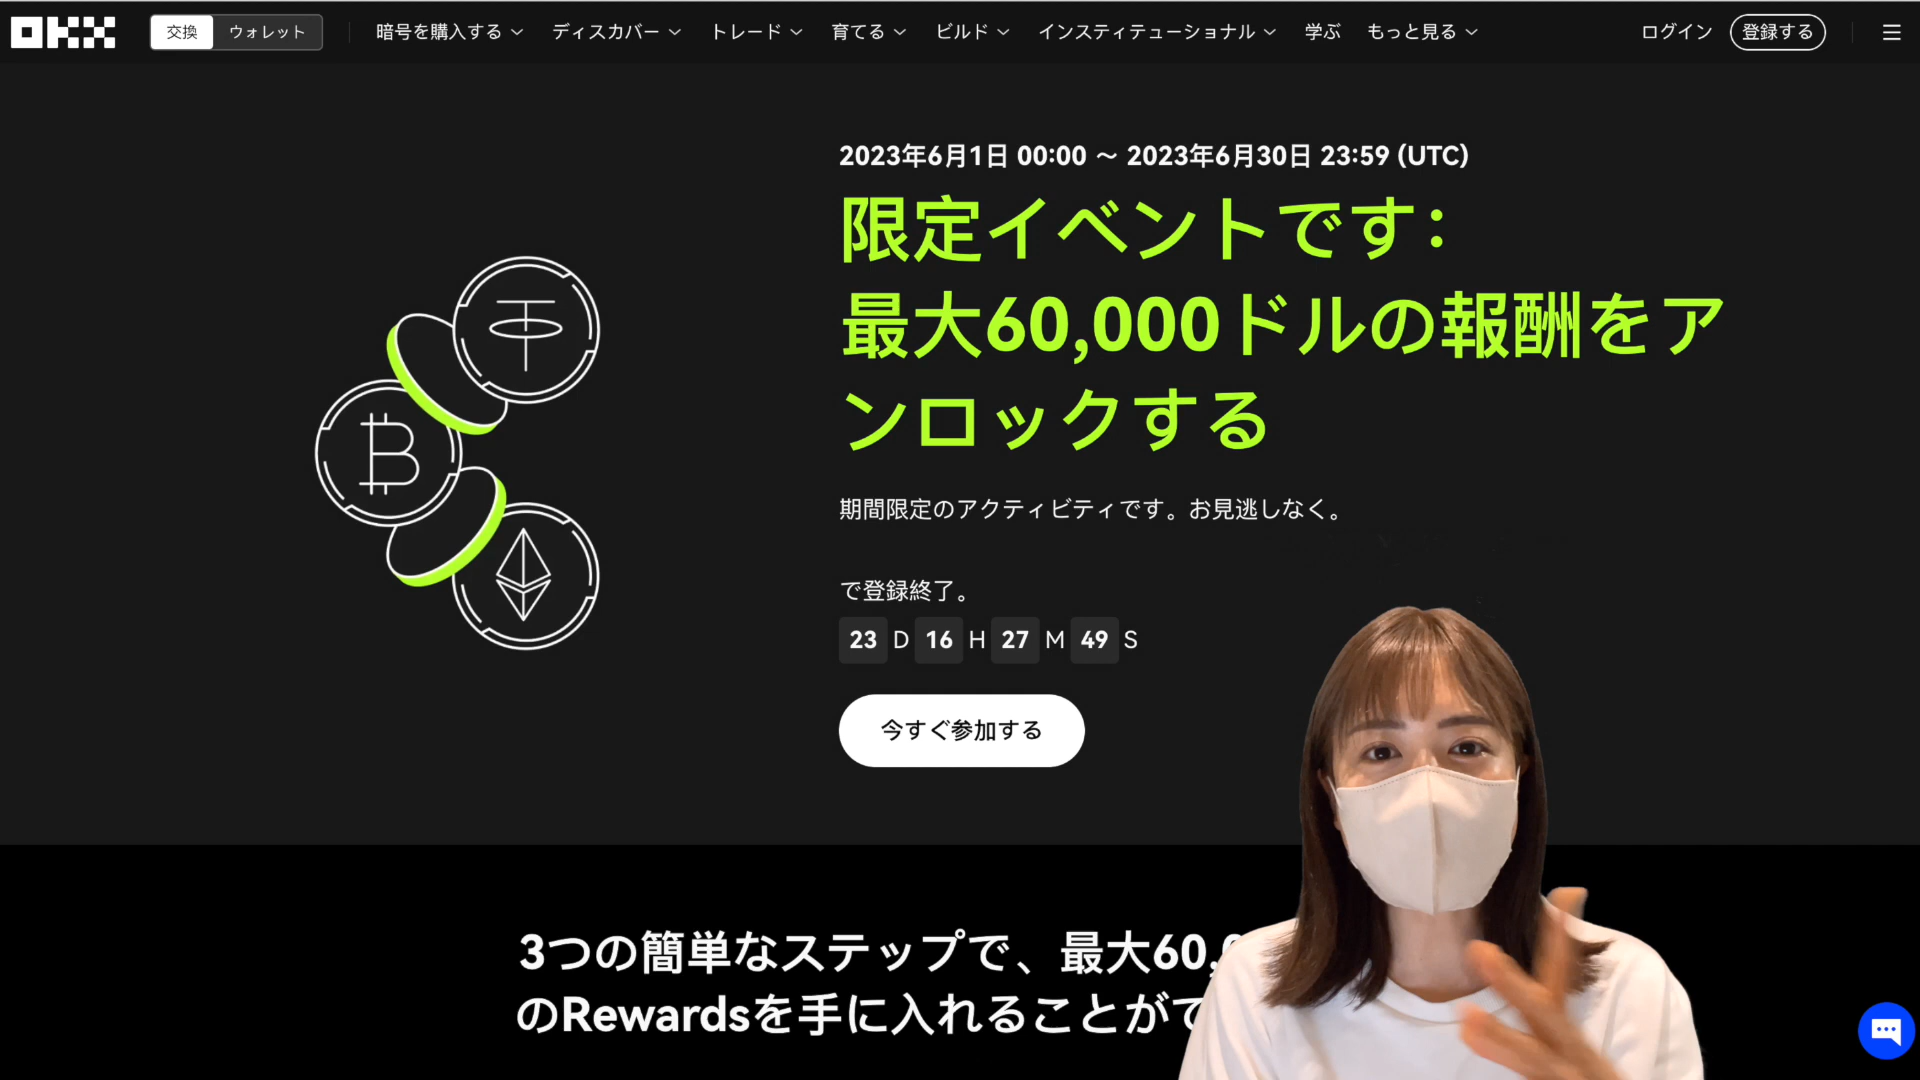 OKX
交換 ウォレット 暗号を購入する ディスカバー トレード 育てる ビルド インスティテューショナル 学ぶ もっと見る ログイン 登録する
2023年6月1日 00:00 〜 2023年6月30日 23:59 (UTC)
限定イベントです：
最大60,000ドルの報酬をア
ンロックする
期間限定のアクティビティです。お見逃しなく。
で登録終了。
23 D 16 H 27 M 49 S
今すぐ参加する
3つの簡単なステップで、最大60,
のRewardsを手に入れることがで